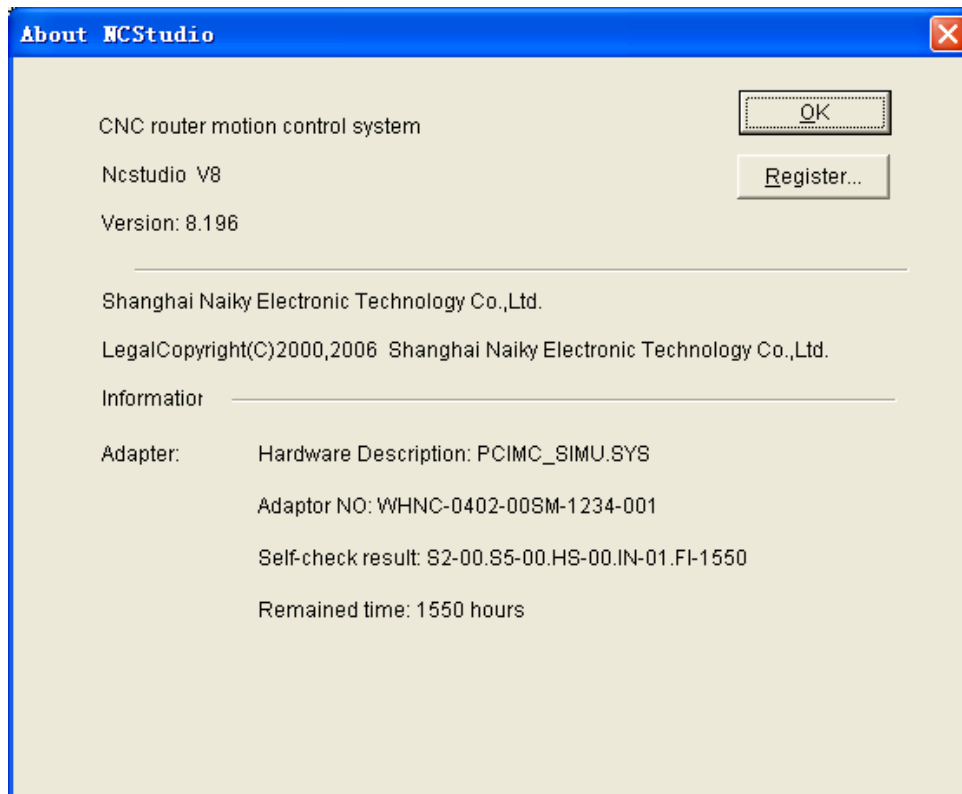 About NCStudio
CNC router motion control system
OK
Ncstudio V8
Register...
Version: 8.196
Shanghai Naiky Electronic Technology Co.,Ltd.
LegalCopyright(C)2000,2006 Shanghai Naiky Electronic Technology Co.,Ltd.
Information
Adapter: Hardware Description: PCIMC_SIMU.SYS
Adaptor NO: WHNC-0402-00SM-1234-001
Self-check result: S2-00.S5-00.HS-00.IN-01.FI-1550
Remained time: 1550 hours